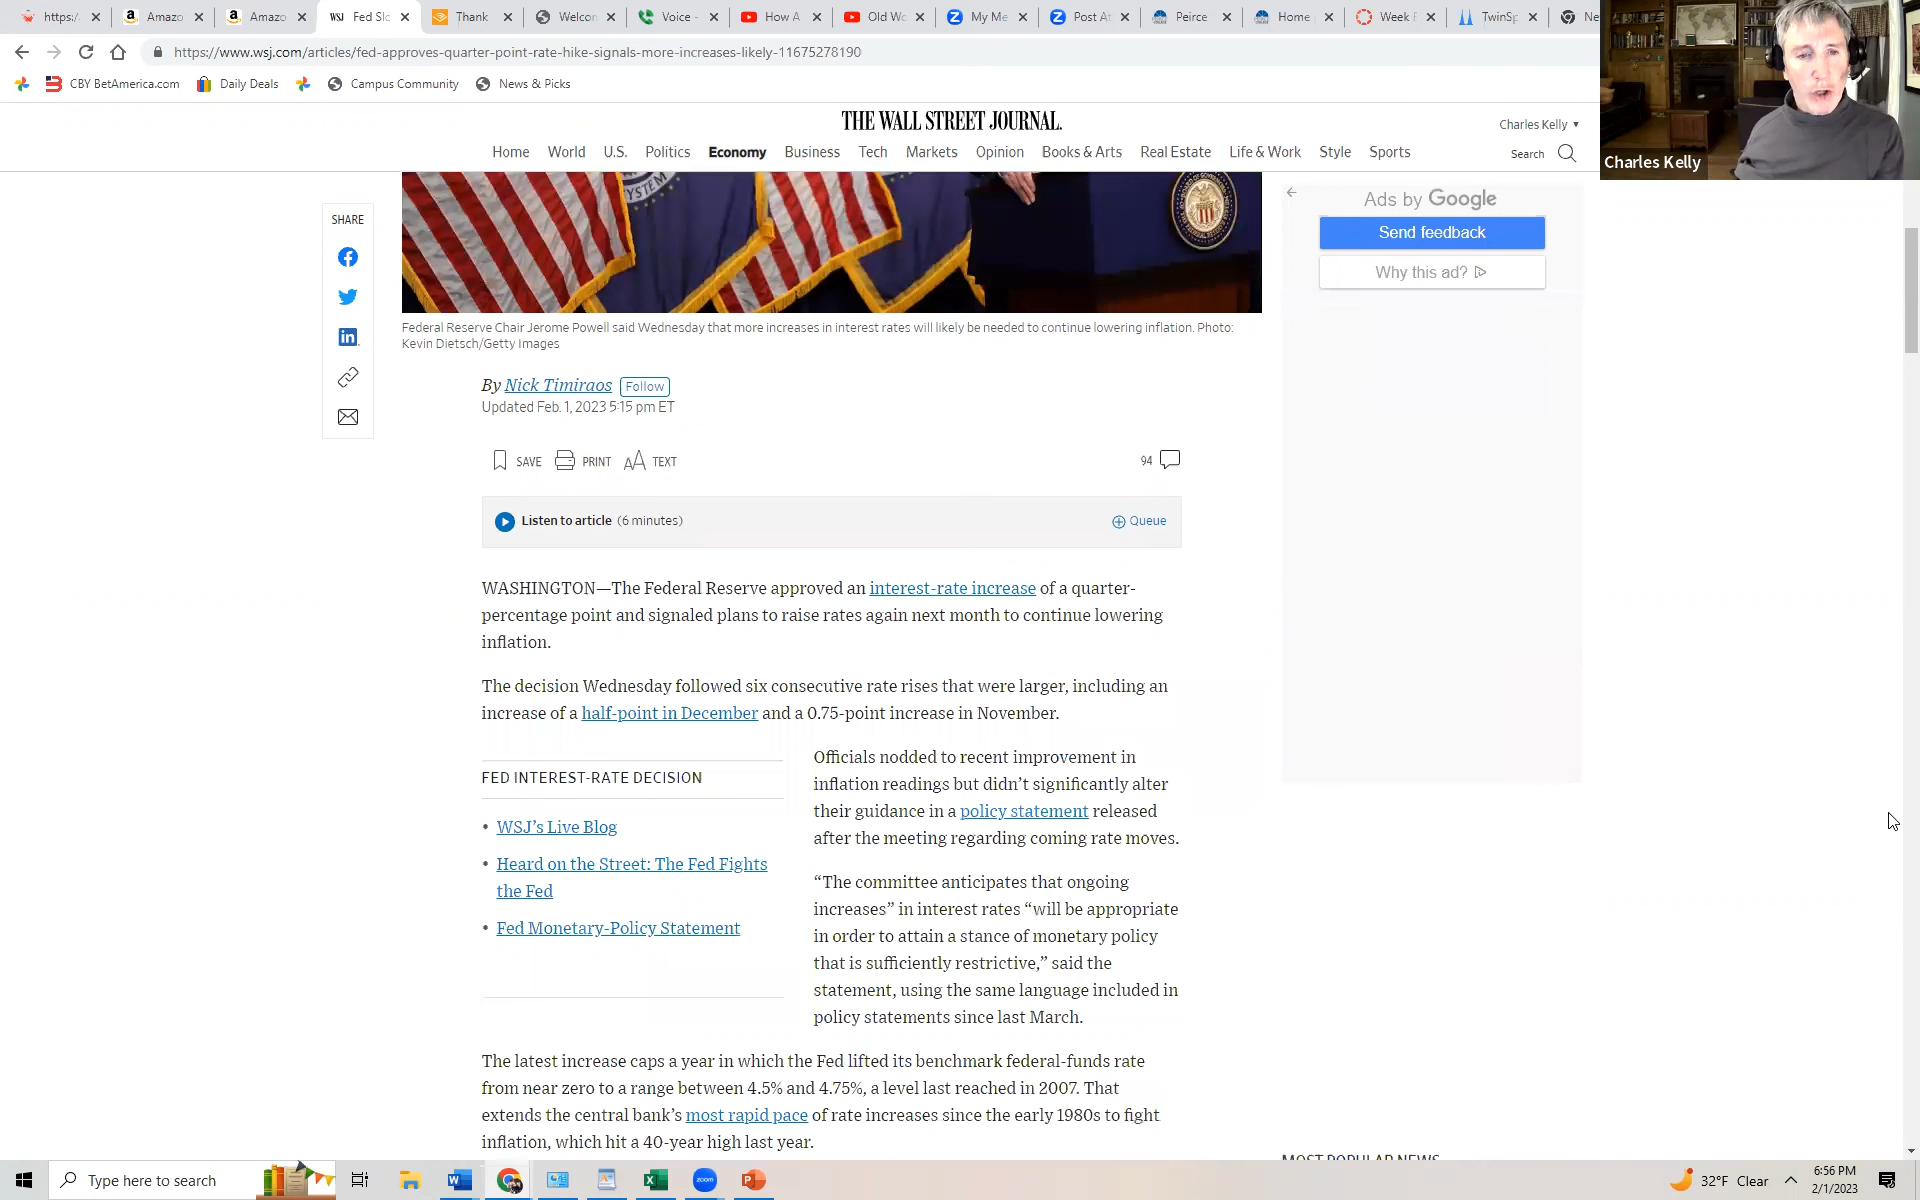 https:/
Amazo
Amazo
WSJ Fed Slo
Thank
Welcon
Voice -
How A
Old Wo
My Me
Post At
Peirce
Home
Week
TwinSp
Ne
https://www.wsj.com/articles/fed-approves-quarter-point-rate-hike-signals-more-increases-likely-11675278190
CBY BetAmerica.com
Daily Deals
Campus Community
News & Picks
THE WALL STREET JOURNAL.
Charles Kelly
Home World U.S. Politics Economy Business Tech Markets Opinion Books & Arts Real Estate Life & Work Style Sports
Search
Charles Kelly
SYSTEM
SHARE
Ads by Google
Send feedback
Why this ad?
Federal Reserve Chair Jerome Powell said Wednesday that more increases in interest rates will likely be needed to continue lowering inflation. Photo:
Kevin Dietsch/Getty Images
By Nick Timiraos Follow
Updated Feb. 1, 2023 5:15 pm ET
SAVE PRINT AA TEXT
94
Listen to article (6 minutes)
Queue
WASHINGTON—The Federal Reserve approved an interest-rate increase of a quarter-
percentage point and signaled plans to raise rates again next month to continue lowering
inflation.
The decision Wednesday followed six consecutive rate rises that were larger, including an
increase of a half-point in December and a 0.75-point increase in November.
FED INTEREST-RATE DECISION
• WSJ’s Live Blog
• Heard on the Street: The Fed Fights
the Fed
• Fed Monetary-Policy Statement
Officials nodded to recent improvement in
inflation readings but didn’t significantly alter
their guidance in a policy statement released
after the meeting regarding coming rate moves.
“The committee anticipates that ongoing
increases” in interest rates “will be appropriate
in order to attain a stance of monetary policy
that is sufficiently restrictive,” said the
statement, using the same language included in
policy statements since last March.
The latest increase caps a year in which the Fed lifted its benchmark federal-funds rate
from near zero to a range between 4.5% and 4.75%, a level last reached in 2007. That
extends the central bank’s most rapid pace of rate increases since the early 1980s to fight
inflation, which hit a 40-year high last year.
MOST POPULAR NEWS
Type here to search
zoom
32°F Clear
6:56 PM
2/1/2023